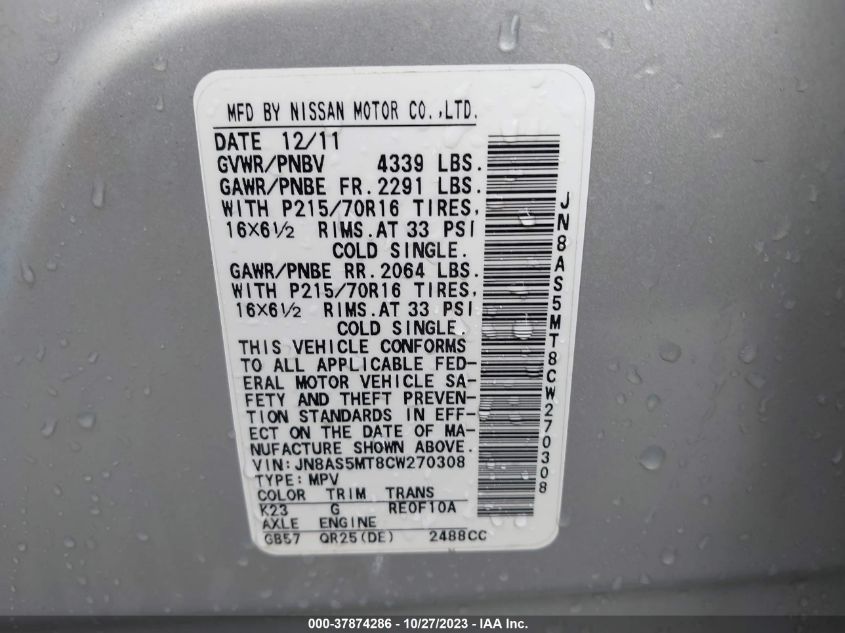 MFD BY NISSAN MOTOR CO.,LTD.
DATE 12/11
GVWR/PNBV 4339 LBS.
GAWR/PNBE FR.2291 LBS.
WITH P215/70R16 TIRES,
16X6½ RIMS.AT 33 PSI
COLD SINGLE.
GAWR/PNBE RR.2064 LBS.
WITH P215/70R16 TIRES,
16X6½ RIMS.AT 33 PSI
COLD SINGLE.
THIS VEHICLE CONFORMS
TO ALL APPLICABLE FED-
ERAL MOTOR VEHICLE SA-
FETY AND THEFT PREVEN-
TION STANDARDS IN EFF-
ECT ON THE DATE OF MA-
NUFACTURE SHOWN ABOVE.
VIN:JN8AS5MT8CW270308
TYPE:MPV
COLOR TRIM TRANS
K23 G RE0F10A
AXLE ENGINE
GB57 QR25(DE) 2488CC
JN8AS5MT8CW270308
000-37874286 - 10/27/2023 - IAA Inc.